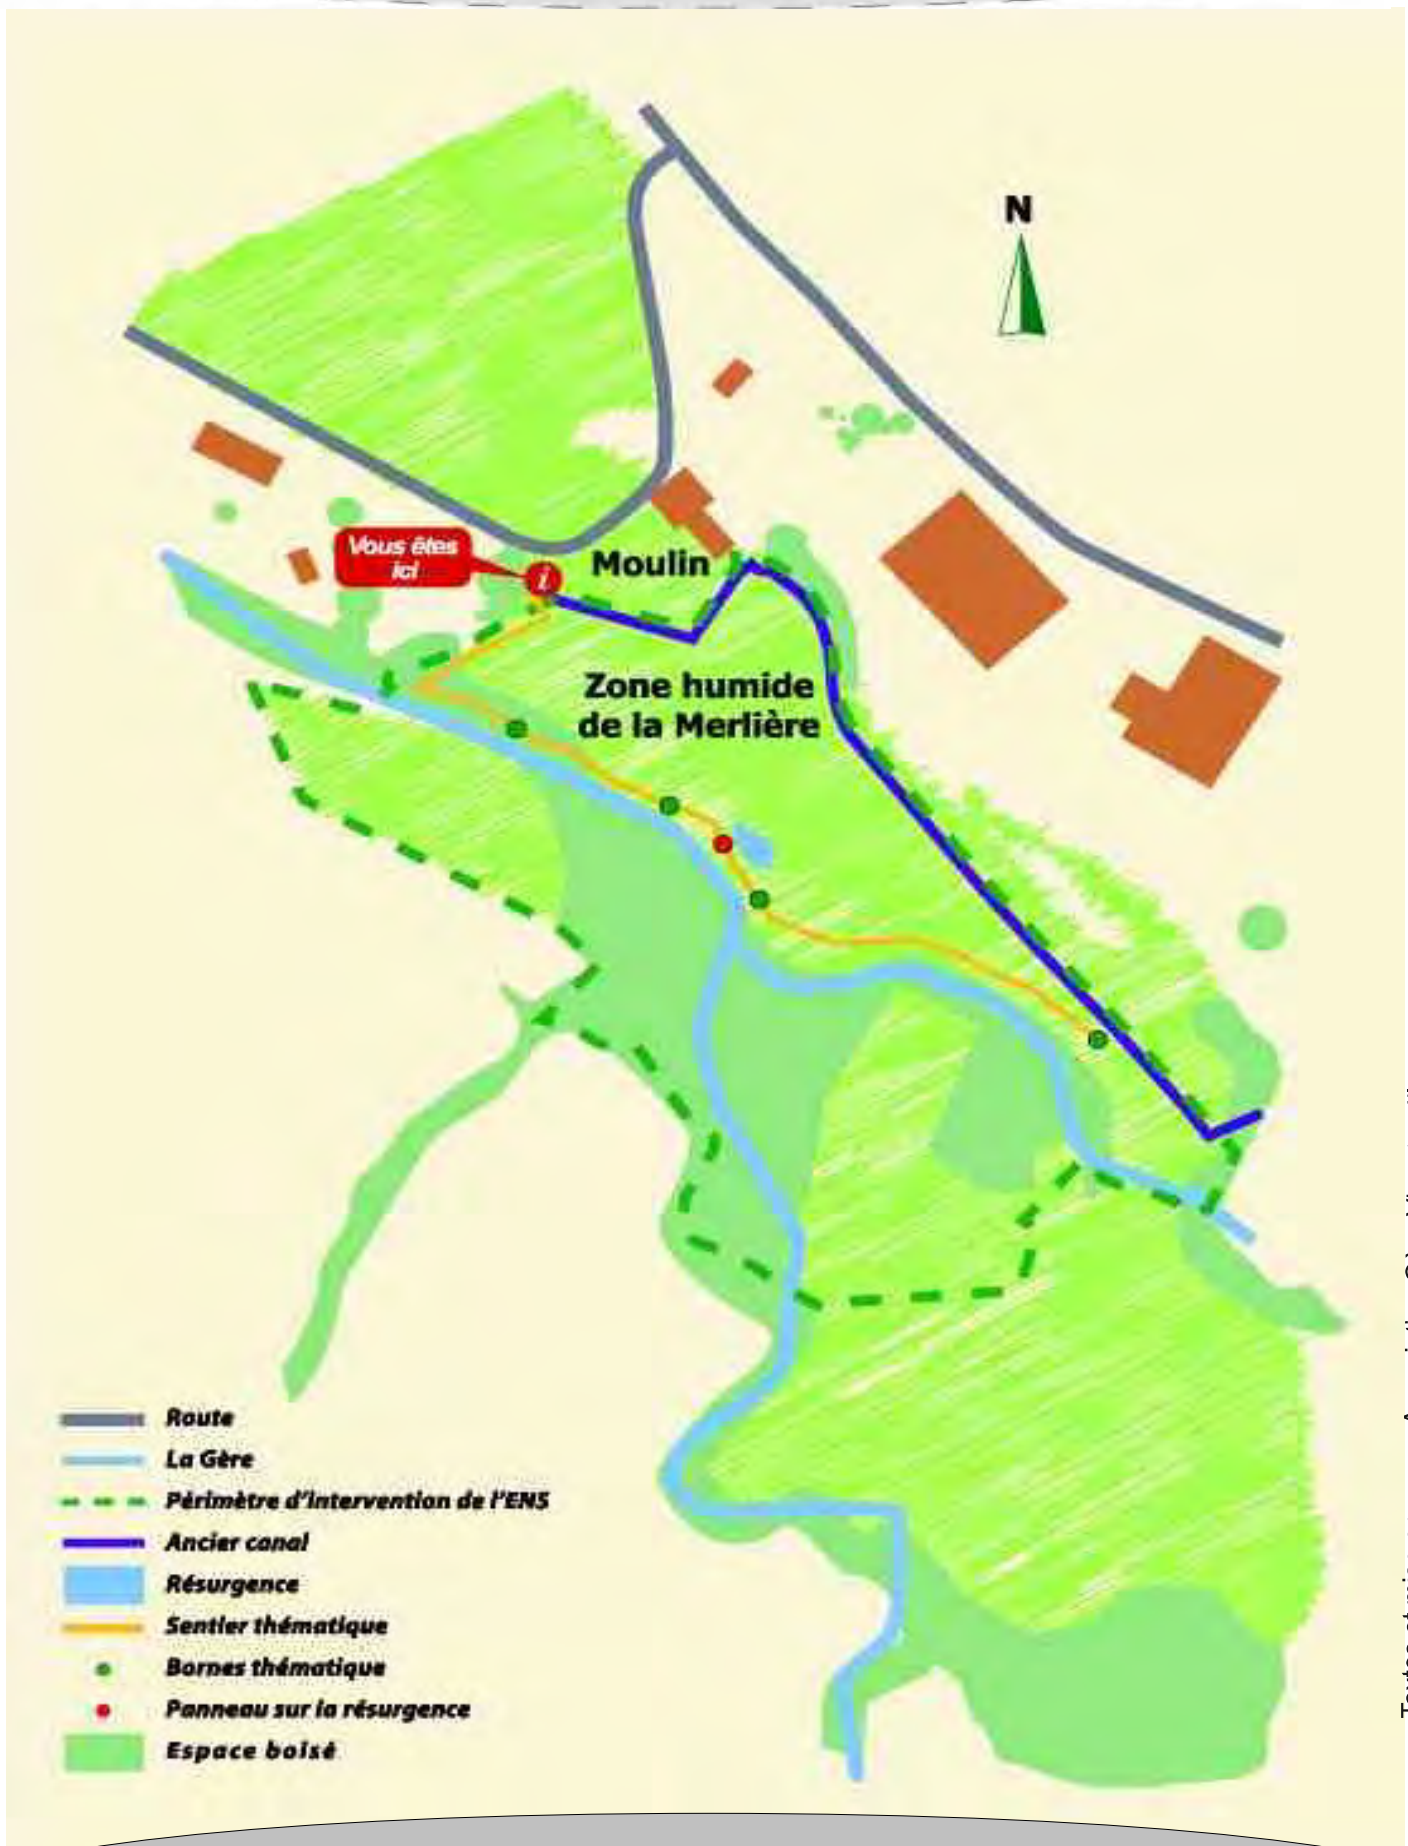 N
Vous êtes
ici
i
Moulin
Zone humide
de la Merlière
Route
La Gère
Périmètre d'intervention de l'ENS
Ancier canal
Résurgence
Sentier thématique
Bornes thématique
Panneau sur la résurgence
Espace boisé